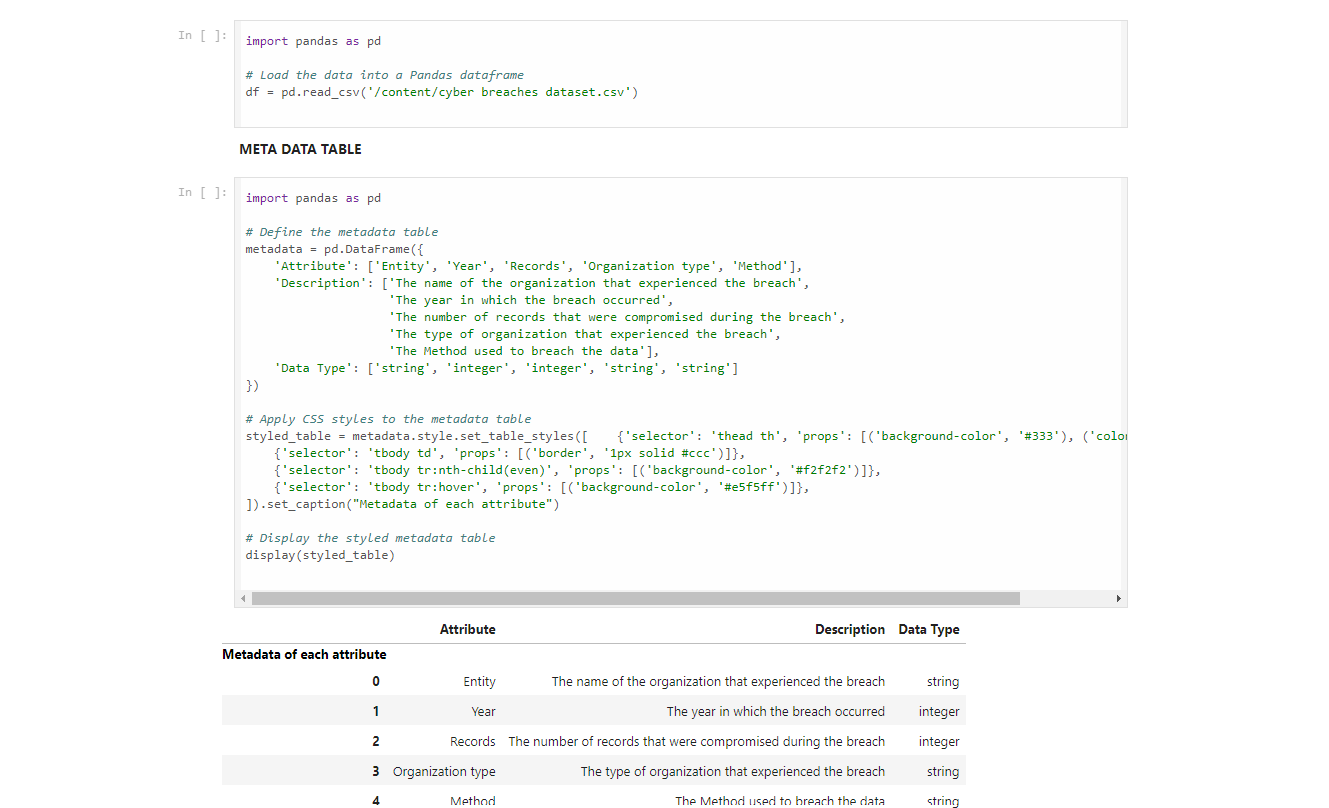 In [ ]:
import pandas as pd
# Load the data into a Pandas dataframe
df = pd.read_csv('/content/cyber breaches dataset.csv')
META DATA TABLE
In [ ]:
import pandas as pd
# Define the metadata table
metadata = pd.DataFrame({
    'Attribute': ['Entity', 'Year', 'Records', 'Organization type', 'Method'],
    'Description': ['The name of the organization that experienced the breach',
                    'The year in which the breach occurred',
                    'The number of records that were compromised during the breach',
                    'The type of organization that experienced the breach',
                    'The Method used to breach the data'],
    'Data Type': ['string', 'integer', 'integer', 'string', 'string']
})
# Apply CSS styles to the metadata table
styled_table = metadata.style.set_table_styles([    {'selector': 'thead th', 'props': [('background-color', '#333'), ('color
    {'selector': 'tbody td', 'props': [('border', '1px solid #ccc')]},
    {'selector': 'tbody tr:nth-child(even)', 'props': [('background-color', '#f2f2f2')]},
    {'selector': 'tbody tr:hover', 'props': [('background-color', '#e5f5ff')]},
]).set_caption("Metadata of each attribute")
# Display the styled metadata table
display(styled_table)
Attribute Description Data Type
Metadata of each attribute
0 Entity The name of the organization that experienced the breach string
1 Year The year in which the breach occurred integer
2 Records The number of records that were compromised during the breach integer
3 Organization type The type of organization that experienced the breach string
4 Method The Method used to breach the data string